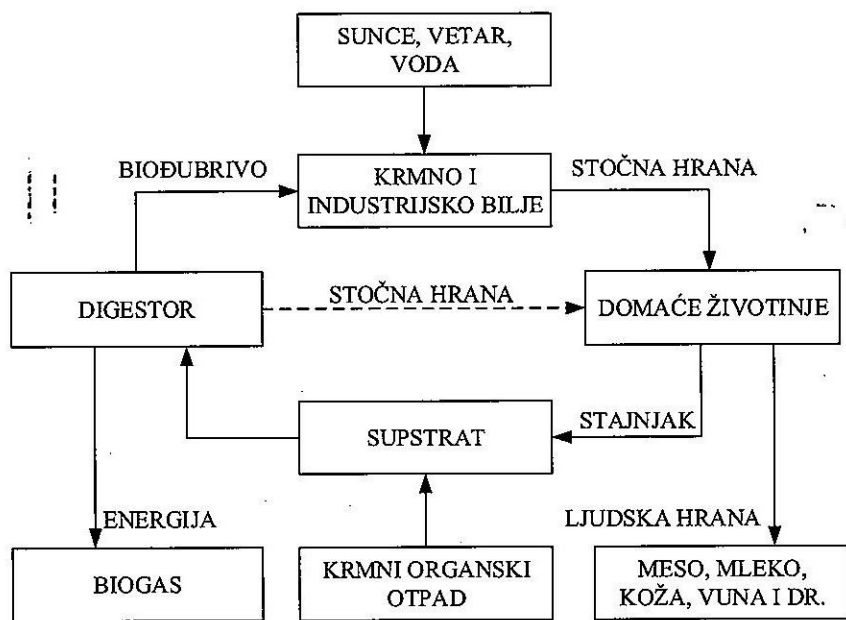 SUNCE, VETAR,
VODA
BIOĐUBRIVO
KRMNO I
INDUSTRIJSKO BILJE
STOČNA HRANA
DIGESTOR
STOČNA HRANA
DOMAĆE ŽIVOTINJE
SUPSTRAT
STAJNJAK
ENERGIJA
LJUDSKA HRANA
BIOGAS
KRMNI ORGANSKI
OTPAD
MESO, MLEKO,
KOŽA, VUNA I DR.